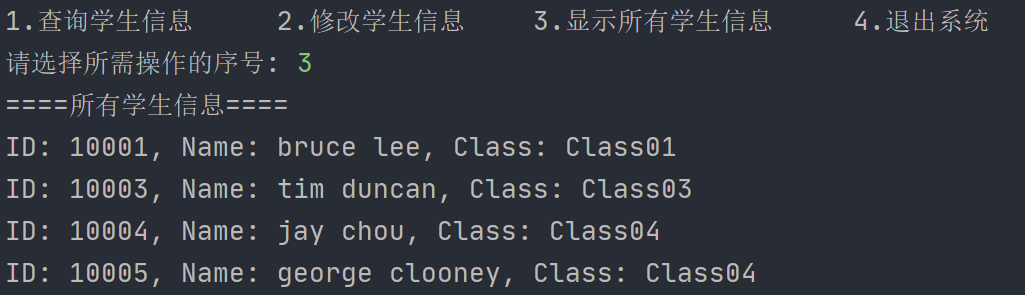 1.查询学生信息 2.修改学生信息 3.显示所有学生信息 4.退出系统
请选择所需操作的序号: 3
====所有学生信息====
ID: 10001, Name: bruce lee, Class: Class01
ID: 10003, Name: tim duncan, Class: Class03
ID: 10004, Name: jay chou, Class: Class04
ID: 10005, Name: george clooney, Class: Class04